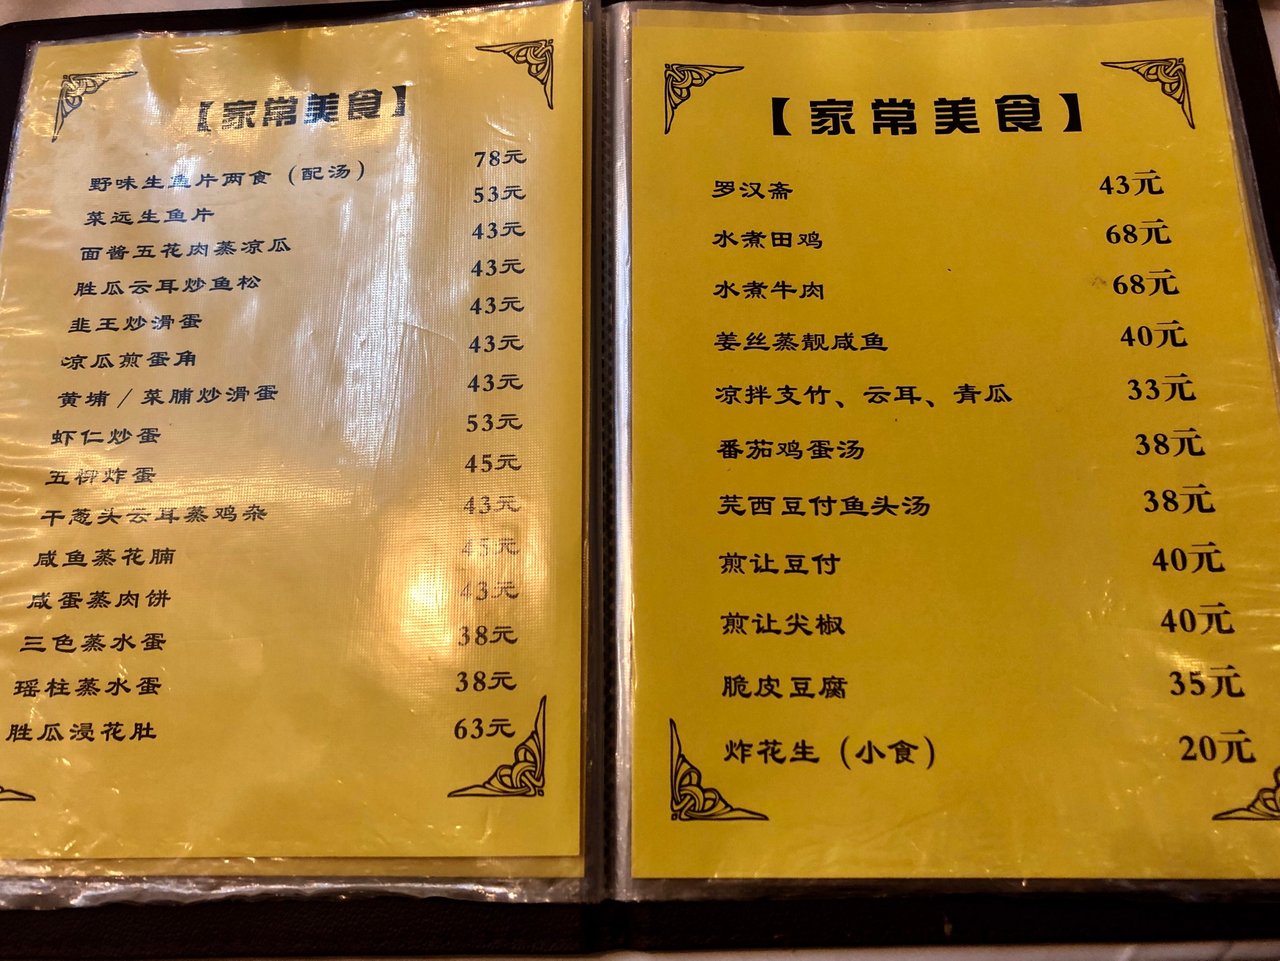 【家常美食】
野味生鱼片两食（配汤） 78元
菜远生鱼片 53元
面酱五花肉蒸凉瓜 43元
胜瓜云耳炒鱼松 43元
韭王炒滑蛋 43元
凉瓜煎蛋角 43元
黄埔／菜脯炒滑蛋 43元
虾仁炒蛋 53元
五柳炸蛋 45元
干葱头云耳蒸鸡杂 43元
咸鱼蒸花腩 45元
咸蛋蒸肉饼 43元
三色蒸水蛋 38元
瑶柱蒸水蛋 38元
胜瓜浸花肚 63元
【家常美食】
罗汉斋 43元
水煮田鸡 68元
水煮牛肉 68元
姜丝蒸靓咸鱼 40元
凉拌支竹、云耳、青瓜 33元
番茄鸡蛋汤 38元
芫西豆付鱼头汤 38元
煎让豆付 40元
煎让尖椒 40元
脆皮豆腐 35元
炸花生（小食） 20元